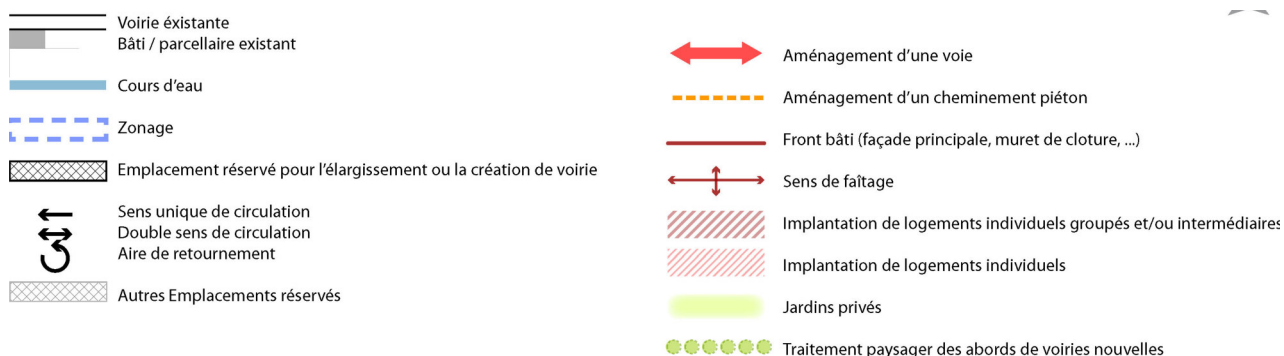 Voirie éxistante
Bâti / parcellaire existant
Cours d'eau
Zonage
Emplacement réservé pour l'élargissement ou la création de voirie
Sens unique de circulation
Double sens de circulation
Aire de retournement
Autres Emplacements réservés
Aménagement d'une voie
Aménagement d'un cheminement piéton
Front bâti (façade principale, muret de cloture, ...)
Sens de faîtage
Implantation de logements individuels groupés et/ou intermédiaires
Implantation de logements individuels
Jardins privés
Traitement paysager des abords de voiries nouvelles